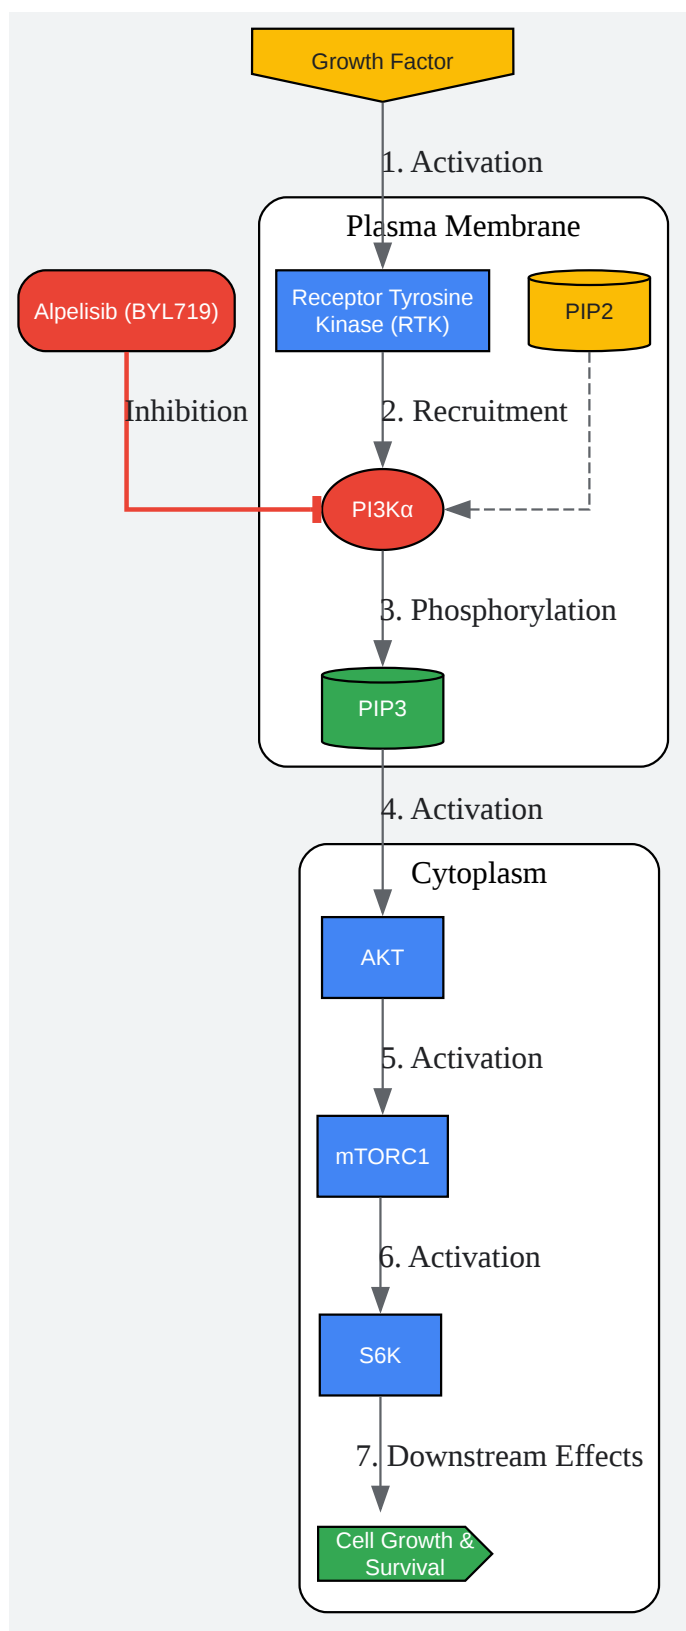 Growth Factor
1. Activation
Plasma Membrane
Alpelisib (BYL719)
Receptor Tyrosine
Kinase (RTK)
PIP2
Inhibition
2. Recruitment
PI3Kα
3. Phosphorylation
PIP3
4. Activation
Cytoplasm
AKT
5. Activation
mTORC1
6. Activation
S6K
7. Downstream Effects
Cell Growth &
Survival